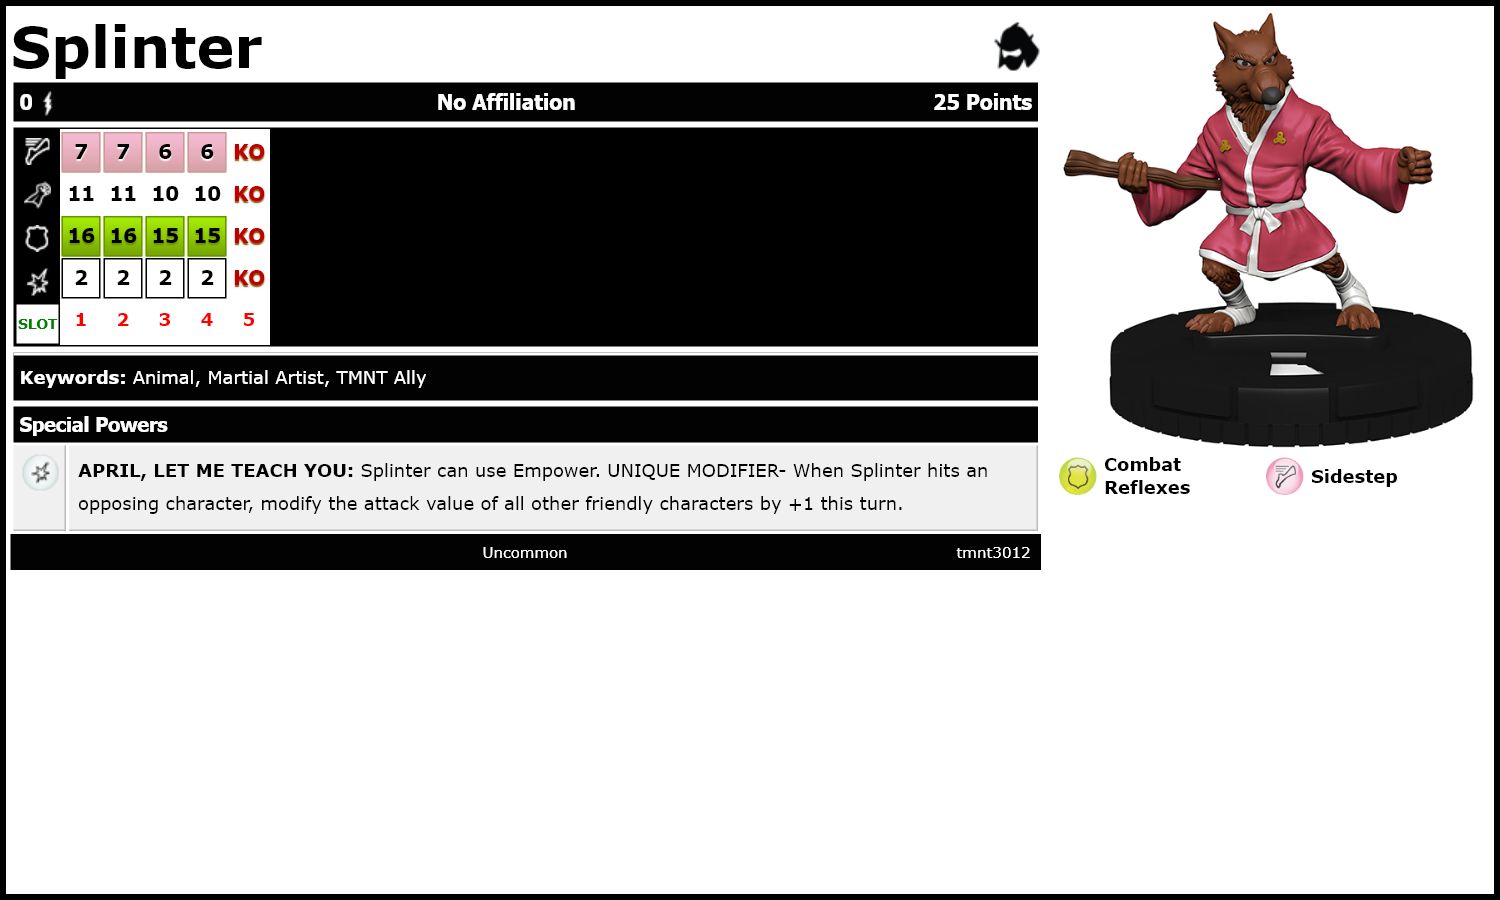 Splinter
0 No Affiliation 25 Points
7 7 6 6 KO
11 11 10 10 KO
16 16 15 15 KO
2 2 2 2 KO
SLOT 1 2 3 4 5
Keywords: Animal, Martial Artist, TMNT Ally
Special Powers
APRIL, LET ME TEACH YOU: Splinter can use Empower. UNIQUE MODIFIER- When Splinter hits an
opposing character, modify the attack value of all other friendly characters by +1 this turn.
Uncommon tmnt3012
Combat
Reflexes
Sidestep